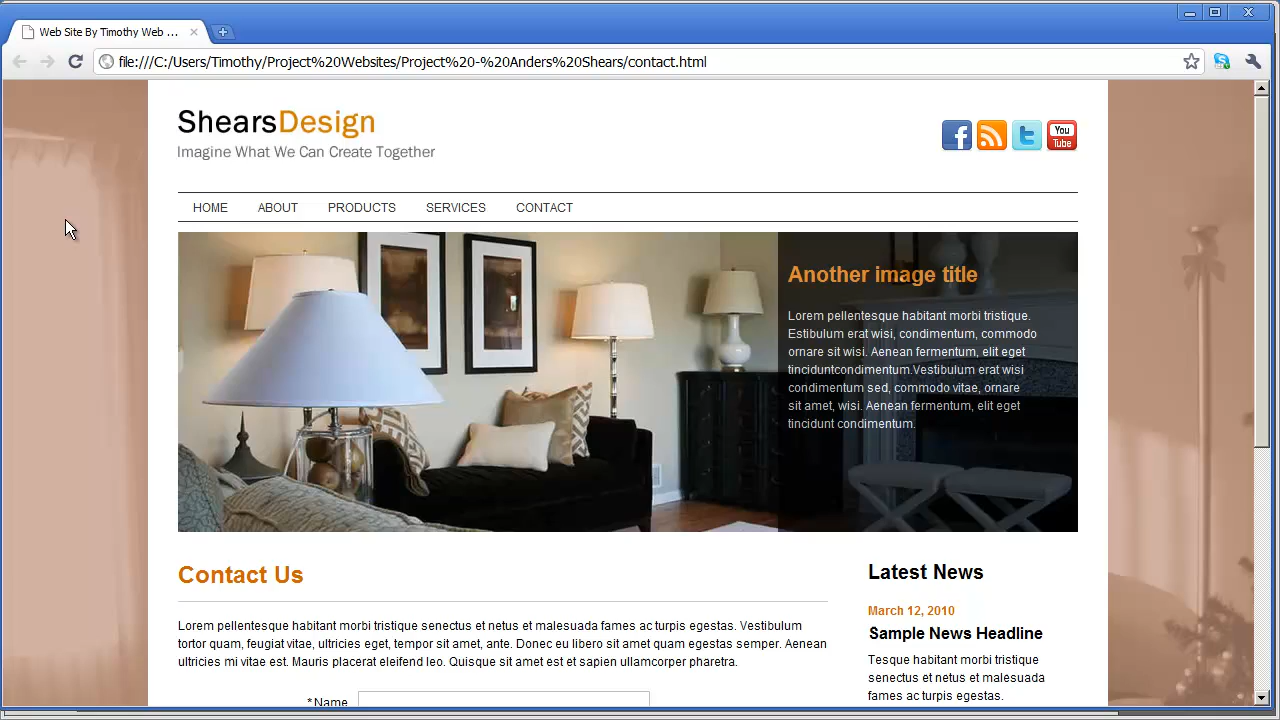 Web Site By Timothy Web ...
file:///C:/Users/Timothy/Project%20Websites/Project%20-%20Anders%20Shears/contact.html
ShearsDesign
Imagine What We Can Create Together
You
Tube
HOME ABOUT PRODUCTS SERVICES CONTACT
Another image title
Lorem pellentesque habitant morbi tristique.
Estibulum erat wisi, condimentum, commodo
ornare sit wisi. Aenean fermentum, elit eget
tinciduntcondimentum.Vestibulum erat wisi
condimentum sed, commodo vitae, ornare
sit amet, wisi. Aenean fermentum, elit eget
tincidunt condimentum.
Contact Us
Lorem pellentesque habitant morbi tristique senectus et netus et malesuada fames ac turpis egestas. Vestibulum
tortor quam, feugiat vitae, ultricies eget, tempor sit amet, ante. Donec eu libero sit amet quam egestas semper. Aenean
ultricies mi vitae est. Mauris placerat eleifend leo. Quisque sit amet est et sapien ullamcorper pharetra.
*Name
Latest News
March 12, 2010
Sample News Headline
Tesque habitant morbi tristique
senectus et netus et malesuada
fames ac turpis egestas.